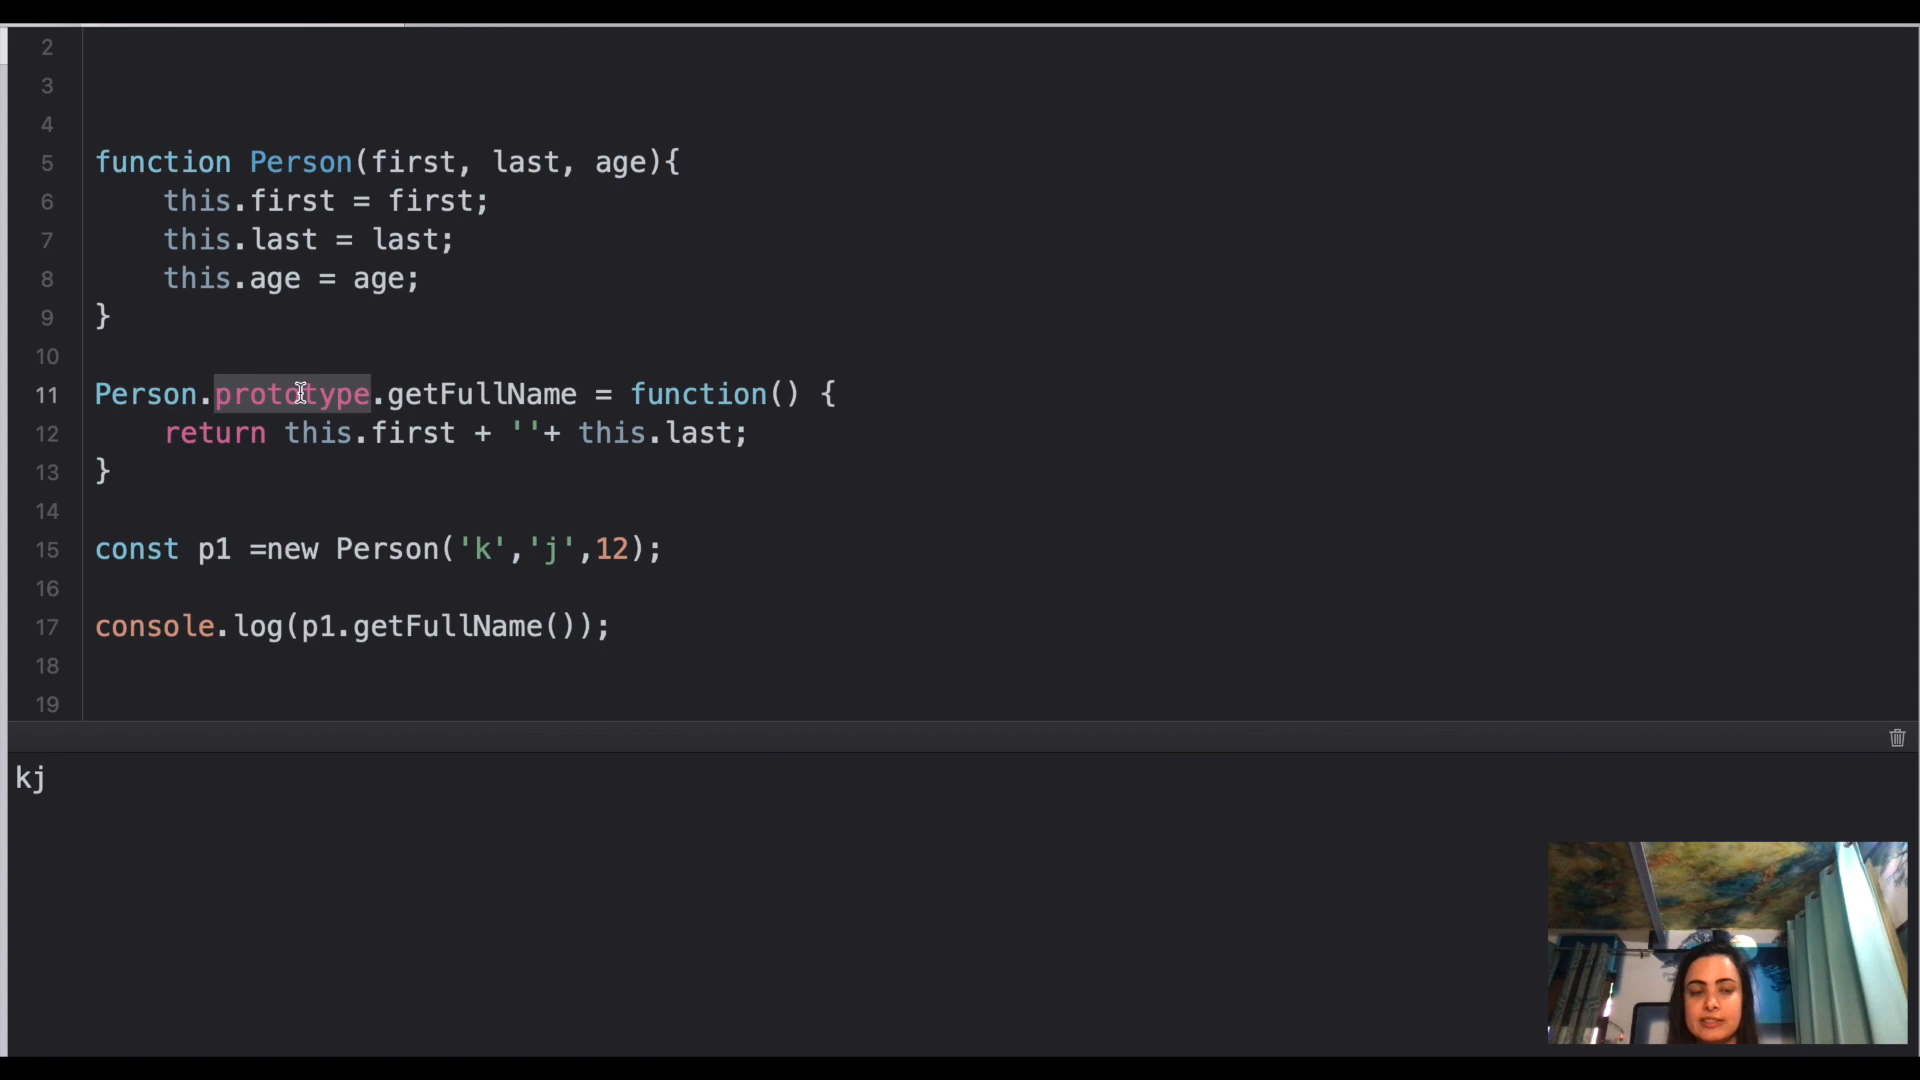 2
3
4
5 function Person(first, last, age){
6 this.first = first;
7 this.last = last;
8 this.age = age;
9 }
10
11 Person.prototype.getFullName = function() {
12 return this.first + ''+ this.last;
13 }
14
15 const p1 =new Person('k','j',12);
16
17 console.log(p1.getFullName());
18
19
kj